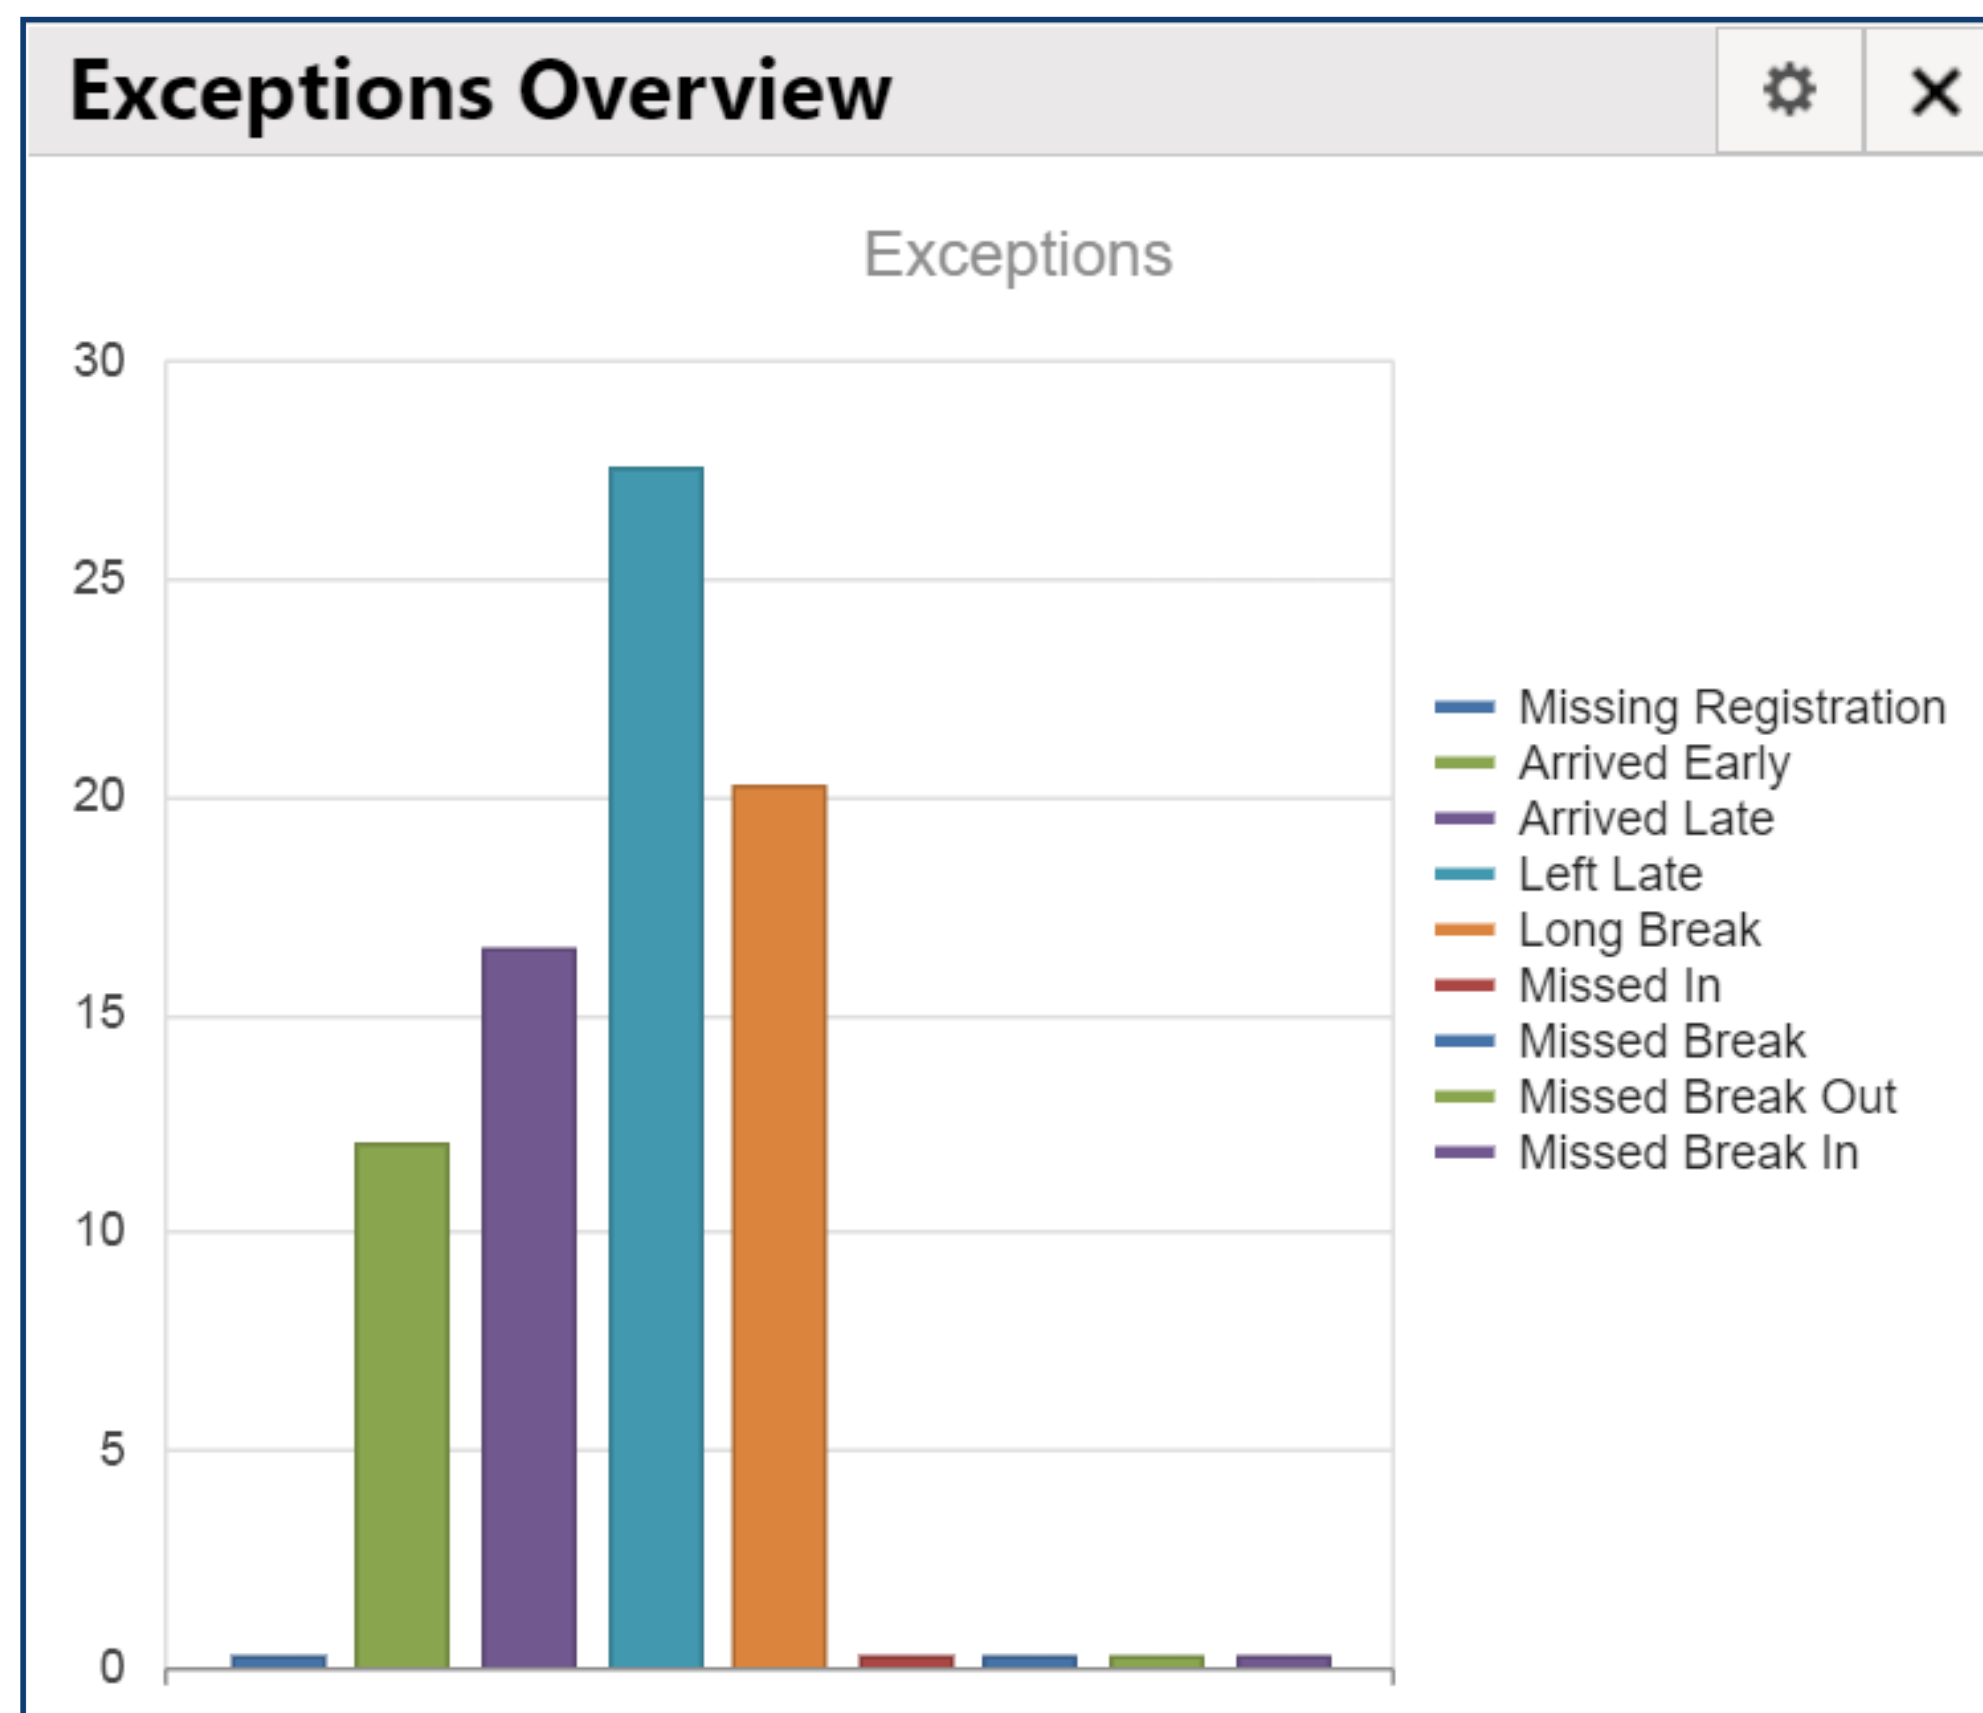 Exceptions Overview
Exceptions
30
25
20
15
10
5
0
Missing Registration
Arrived Early
Arrived Late
Left Late
Long Break
Missed In
Missed Break
Missed Break Out
Missed Break In